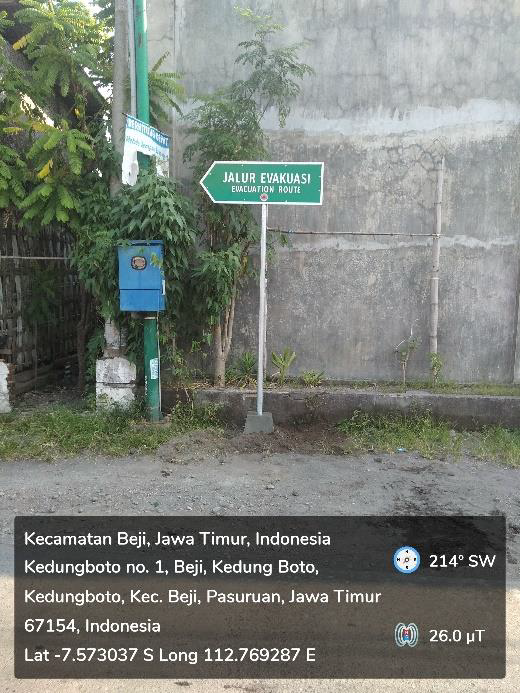 JALUR EVAKUASI
EVACUATION ROUTE
Kecamatan Beji, Jawa Timur, Indonesia
Kedungboto no. 1, Beji, Kedung Boto,
Kedungboto, Kec. Beji, Pasuruan, Jawa Timur
67154, Indonesia
Lat -7.573037 S Long 112.769287 E
214° SW
26.0 µT